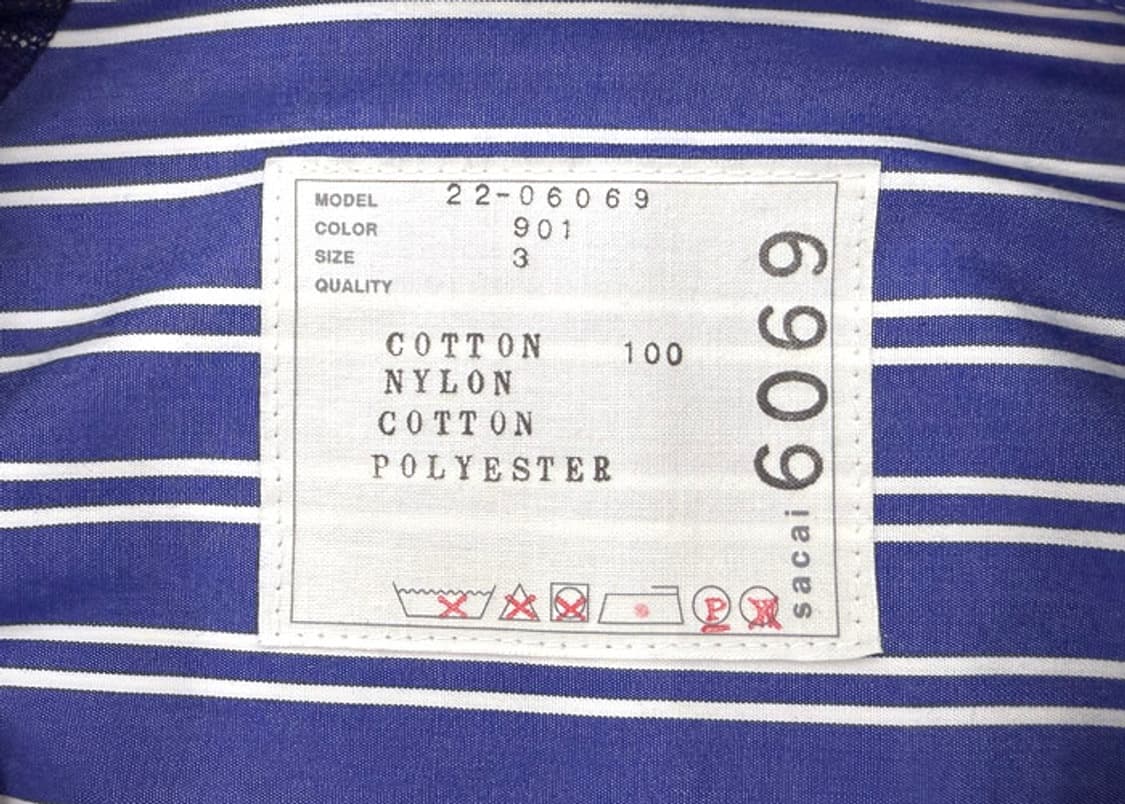 MODEL 22-06069
COLOR 901
SIZE 3
QUALITY
COTTON 100
NYLON
COTTON
POLYESTER
P W
sacai 6069